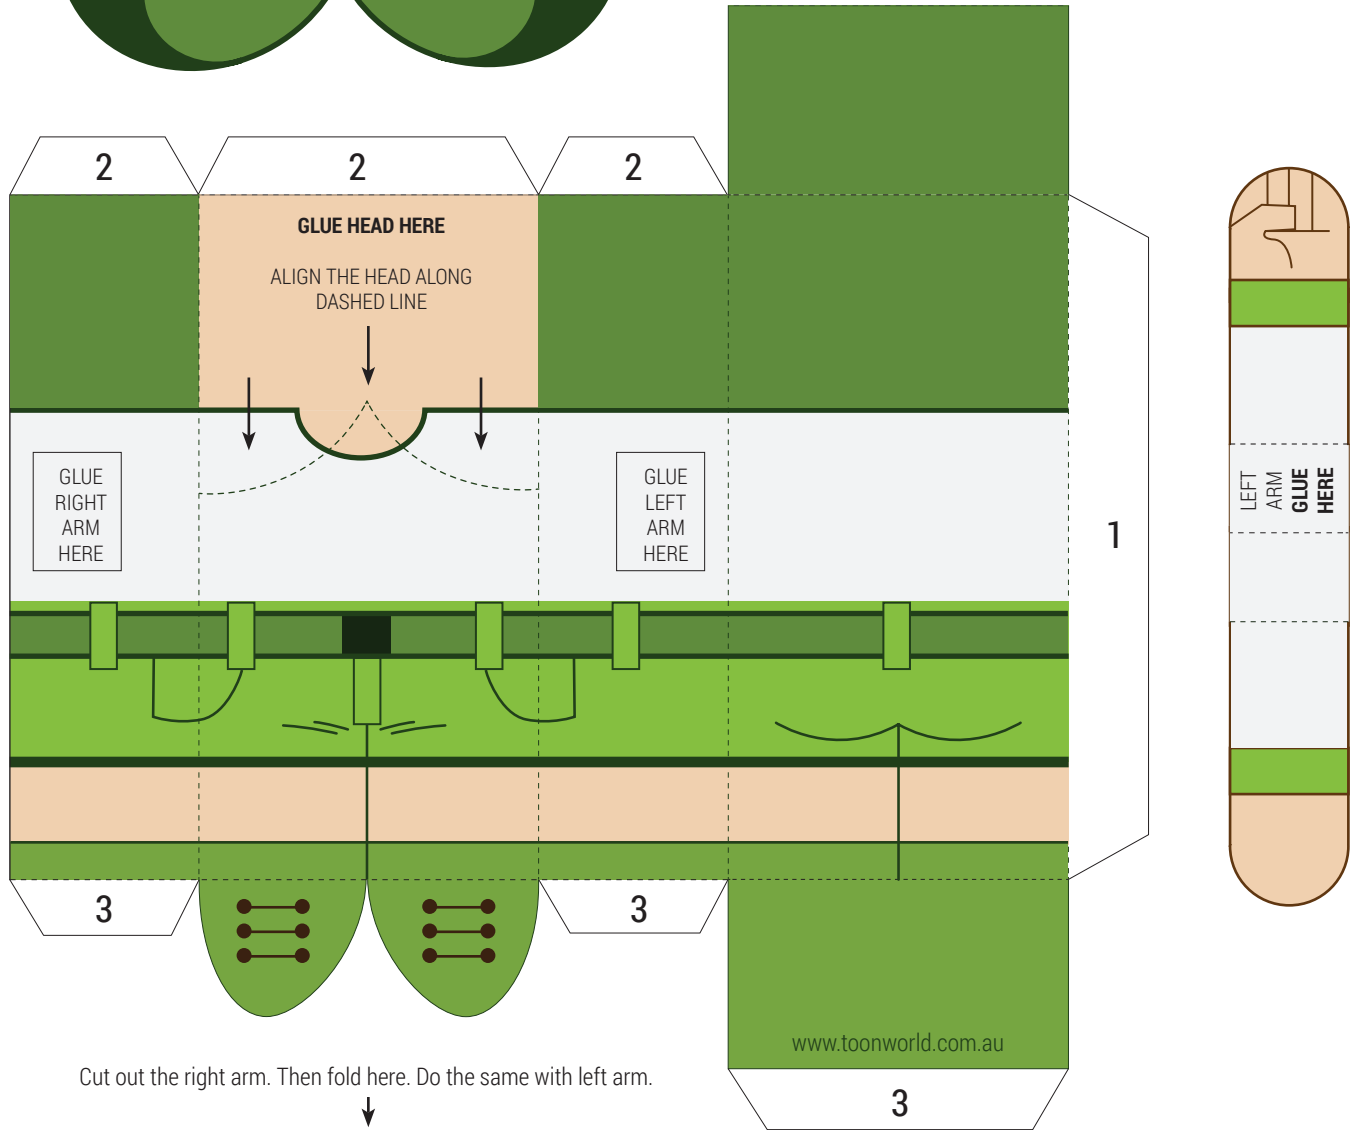 2
2
2
GLUE HEAD HERE
ALIGN THE HEAD ALONG
DASHED LINE
GLUE
RIGHT
ARM
HERE
GLUE
LEFT
ARM
HERE
1
LEFT
ARM
GLUE
HERE
3
3
www.toonworld.com.au
Cut out the right arm. Then fold here. Do the same with left arm.
3